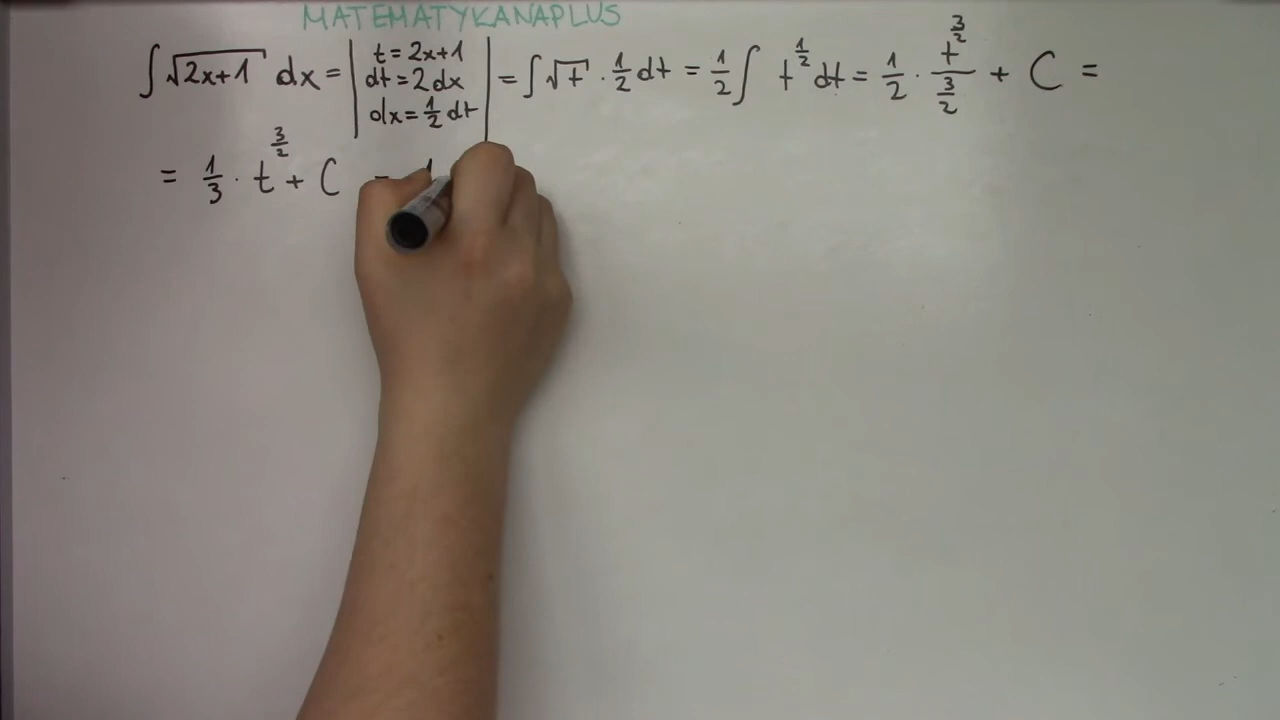 MATEMATYKANAPLUS
∫√(2x+1) dx = | t = 2x+1 dt = 2dx dx = 1/2 dt | = ∫√t · 1/2 dt = 1/2 ∫ t^(1/2) dt = 1/2 · t^(3/2) / (3/2) + C =
= 1/3 · t^(3/2) + C = 1